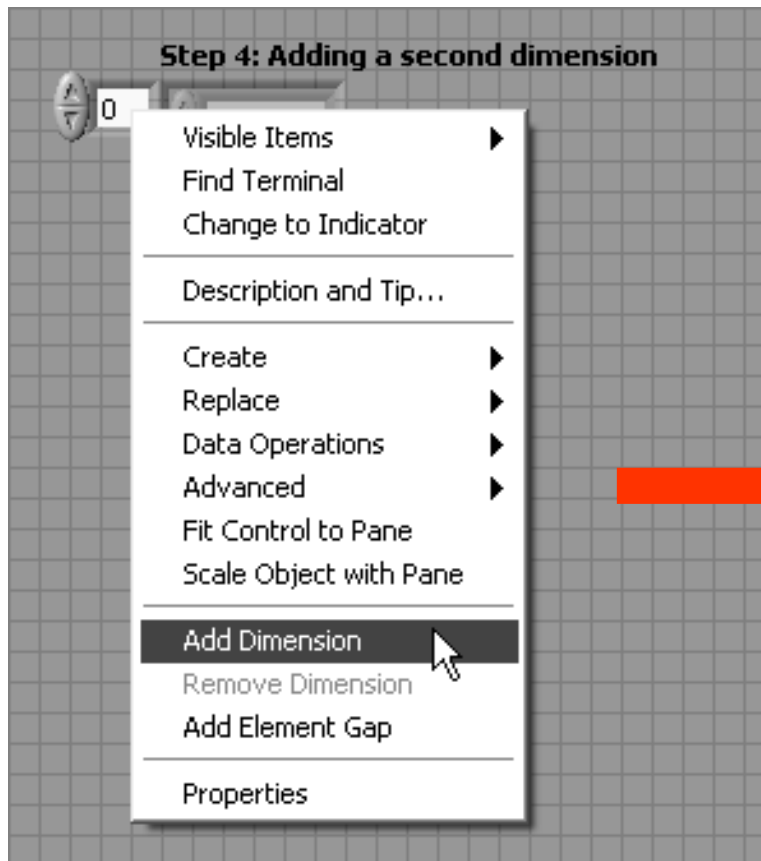 Step 4: Adding a second dimension
0
Visible Items
Find Terminal
Change to Indicator
Description and Tip...
Create
Replace
Data Operations
Advanced
Fit Control to Pane
Scale Object with Pane
Add Dimension
Remove Dimension
Add Element Gap
Properties